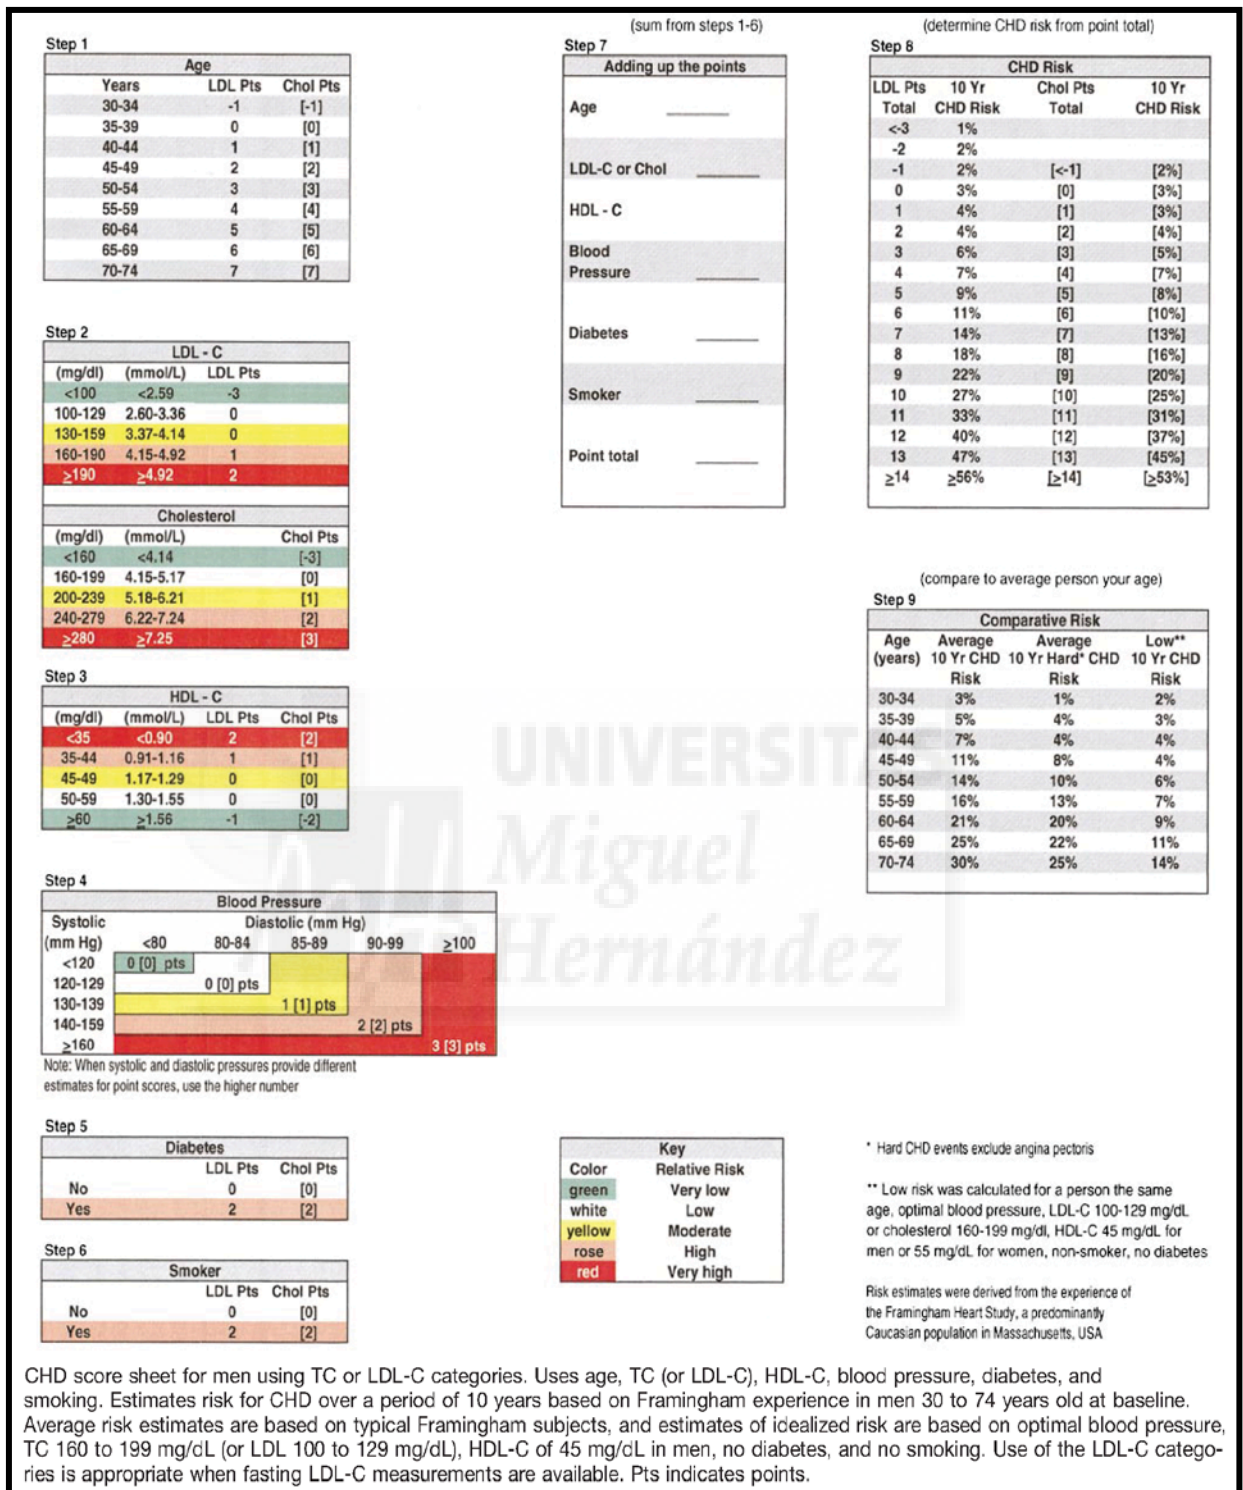 Step 1
Age
Years LDL Pts Chol Pts
30-34 -1 [-1]
35-39 0 [0]
40-44 1 [1]
45-49 2 [2]
50-54 3 [3]
55-59 4 [4]
60-64 5 [5]
65-69 6 [6]
70-74 7 [7]
Step 2
LDL - C
(mg/dl) (mmol/L) LDL Pts
<100 <2.59 -3
100-129 2.60-3.36 0
130-159 3.37-4.14 0
160-190 4.15-4.92 1
≥190 ≥4.92 2
Cholesterol
(mg/dl) (mmol/L) Chol Pts
<160 <4.14 [-3]
160-199 4.15-5.17 [0]
200-239 5.18-6.21 [1]
240-279 6.22-7.24 [2]
≥280 ≥7.25 [3]
Step 3
HDL - C
(mg/dl) (mmol/L) LDL Pts Chol Pts
<35 <0.90 2 [2]
35-44 0.91-1.16 1 [1]
45-49 1.17-1.29 0 [0]
50-59 1.30-1.55 0 [0]
≥60 ≥1.56 -1 [-2]
Step 4
Blood Pressure
Systolic Diastolic (mm Hg)
(mm Hg) <80 80-84 85-89 90-99 ≥100
<120 0 [0] pts
120-129 0 [0] pts
130-139 1 [1] pts
140-159 2 [2] pts
≥160 3 [3] pts
Note: When systolic and diastolic pressures provide different
estimates for point scores, use the higher number
Step 5
Diabetes
LDL Pts Chol Pts
No 0 [0]
Yes 2 [2]
Step 6
Smoker
LDL Pts Chol Pts
No 0 [0]
Yes 2 [2]
(sum from steps 1-6)
Step 7
Adding up the points
Age
LDL-C or Chol
HDL - C
Blood
Pressure
Diabetes
Smoker
Point total
(determine CHD risk from point total)
Step 8
CHD Risk
LDL Pts 10 Yr Chol Pts 10 Yr
Total CHD Risk Total CHD Risk
<-3 1%
-2 2%
-1 2% [<-1] [2%]
0 3% [0] [3%]
1 4% [1] [3%]
2 4% [2] [4%]
3 6% [3] [5%]
4 7% [4] [7%]
5 9% [5] [8%]
6 11% [6] [10%]
7 14% [7] [13%]
8 18% [8] [16%]
9 22% [9] [20%]
10 27% [10] [25%]
11 33% [11] [31%]
12 40% [12] [37%]
13 47% [13] [45%]
≥14 ≥56% [≥14] [≥53%]
(compare to average person your age)
Step 9
Comparative Risk
Age Average Average Low**
(years) 10 Yr CHD 10 Yr Hard* CHD 10 Yr CHD
Risk Risk Risk
30-34 3% 1% 2%
35-39 5% 4% 3%
40-44 7% 4% 4%
45-49 11% 8% 4%
50-54 14% 10% 6%
55-59 16% 13% 7%
60-64 21% 20% 9%
65-69 25% 22% 11%
70-74 30% 25% 14%
UNIVERSITAS
Miguel
Hernández
Key
Color Relative Risk
green Very low
white Low
yellow Moderate
rose High
red Very high
* Hard CHD events exclude angina pectoris
** Low risk was calculated for a person the same
age, optimal blood pressure, LDL-C 100-129 mg/dL
or cholesterol 160-199 mg/dl, HDL-C 45 mg/dL for
men or 55 mg/dL for women, non-smoker, no diabetes
Risk estimates were derived from the experience of
the Framingham Heart Study, a predominantly
Caucasian population in Massachusetts, USA
CHD score sheet for men using TC or LDL-C categories. Uses age, TC (or LDL-C), HDL-C, blood pressure, diabetes, and
smoking. Estimates risk for CHD over a period of 10 years based on Framingham experience in men 30 to 74 years old at baseline.
Average risk estimates are based on typical Framingham subjects, and estimates of idealized risk are based on optimal blood pressure,
TC 160 to 199 mg/dL (or LDL 100 to 129 mg/dL), HDL-C of 45 mg/dL in men, no diabetes, and no smoking. Use of the LDL-C catego-
ries is appropriate when fasting LDL-C measurements are available. Pts indicates points.